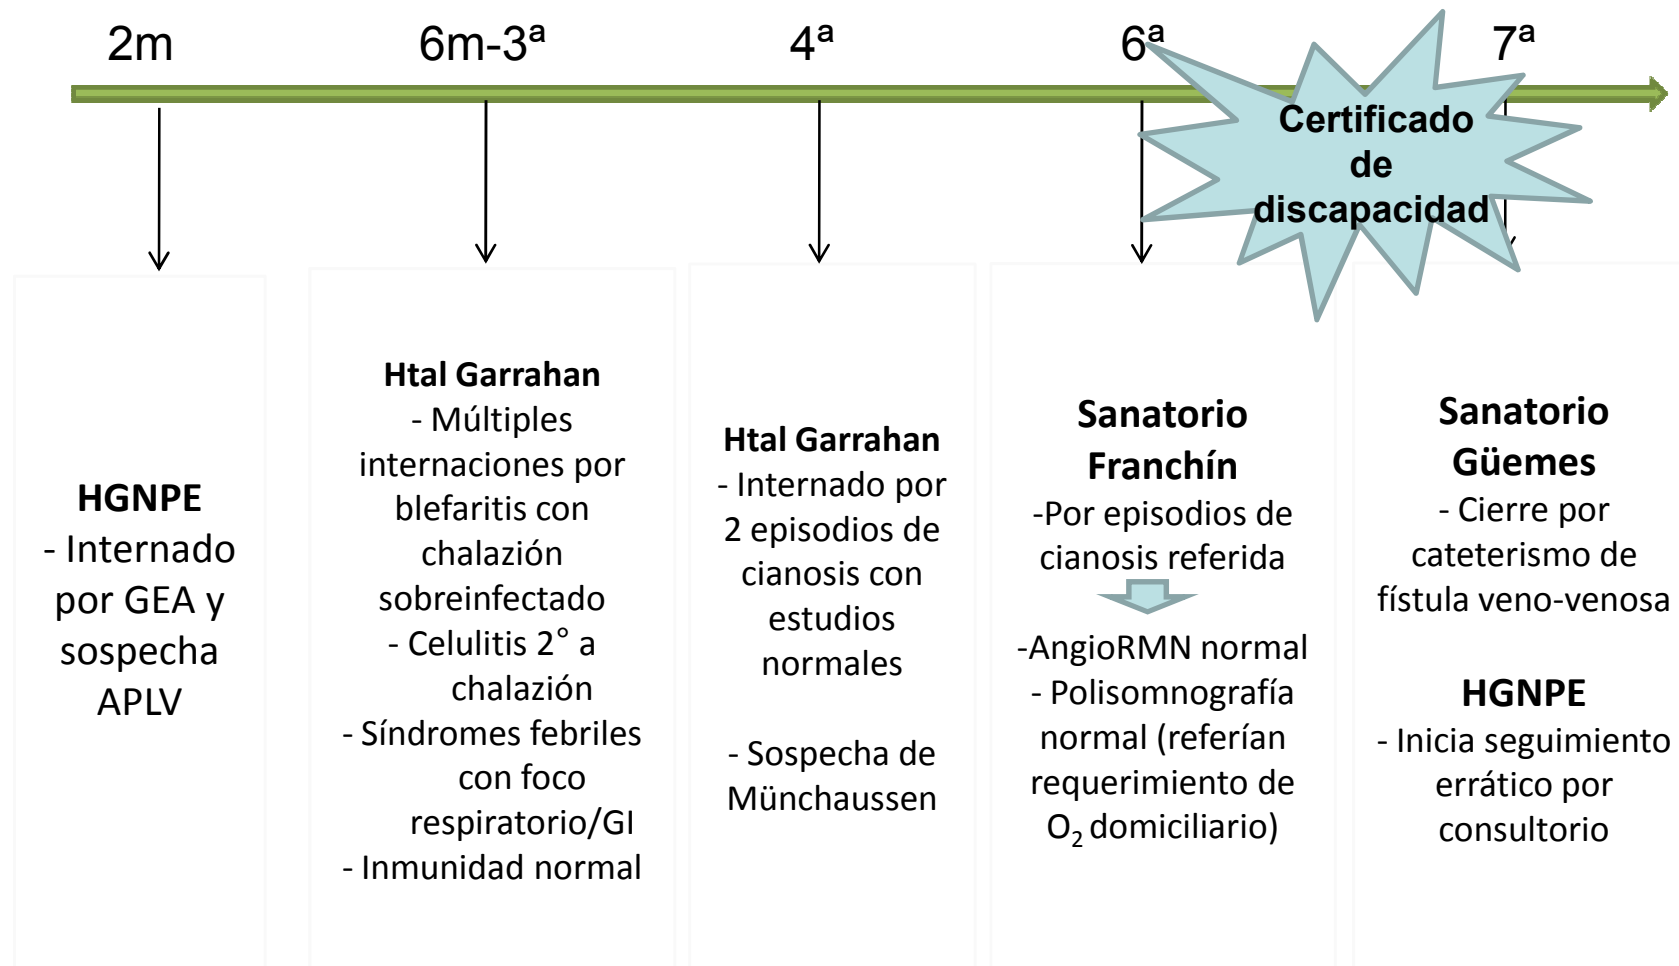 2m
6m-3ª
4ª
6ª
7ª
Certificado
de
discapacidad
HGNPE
- Internado
por GEA y
sospecha
APLV
Htal Garrahan
- Múltiples
internaciones por
blefaritis con
chalazión
sobreinfectado
- Celulitis 2° a
chalazión
- Síndromes febriles
con foco
respiratorio/GI
- Inmunidad normal
Htal Garrahan
- Internado por
2 episodios de
cianosis con
estudios
normales
- Sospecha de
Münchaussen
Sanatorio
Franchín
-Por episodios de
cianosis referida
-AngioRMN normal
- Polisomnografía
normal (referían
requerimiento de
O₂ domiciliario)
Sanatorio
Güemes
- Cierre por
cateterismo de
fístula veno-venosa
HGNPE
- Inicia seguimiento
errático por
consultorio